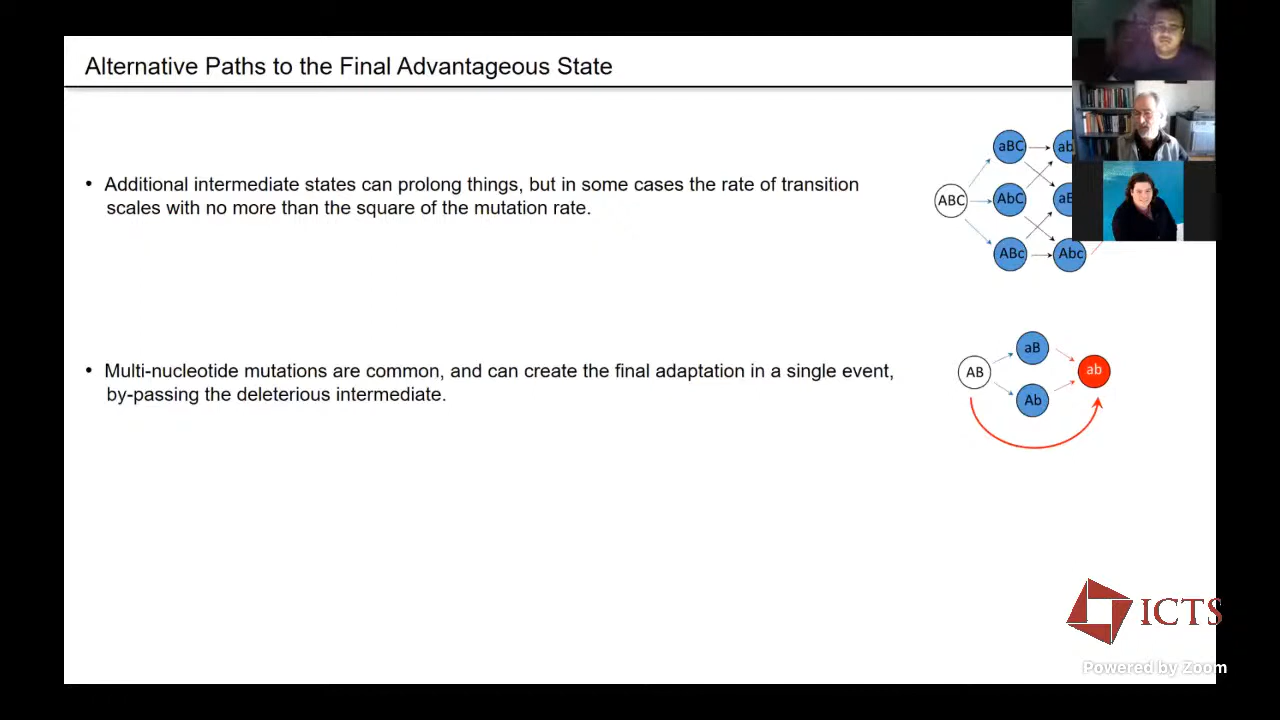 Alternative Paths to the Final Advantageous State
• Additional intermediate states can prolong things, but in some cases the rate of transition
scales with no more than the square of the mutation rate.
aBC
ABC
AbC
ABc
Abc
• Multi-nucleotide mutations are common, and can create the final adaptation in a single event,
by-passing the deleterious intermediate.
aB
AB
ab
Ab
ICTS
Powered by Zoom